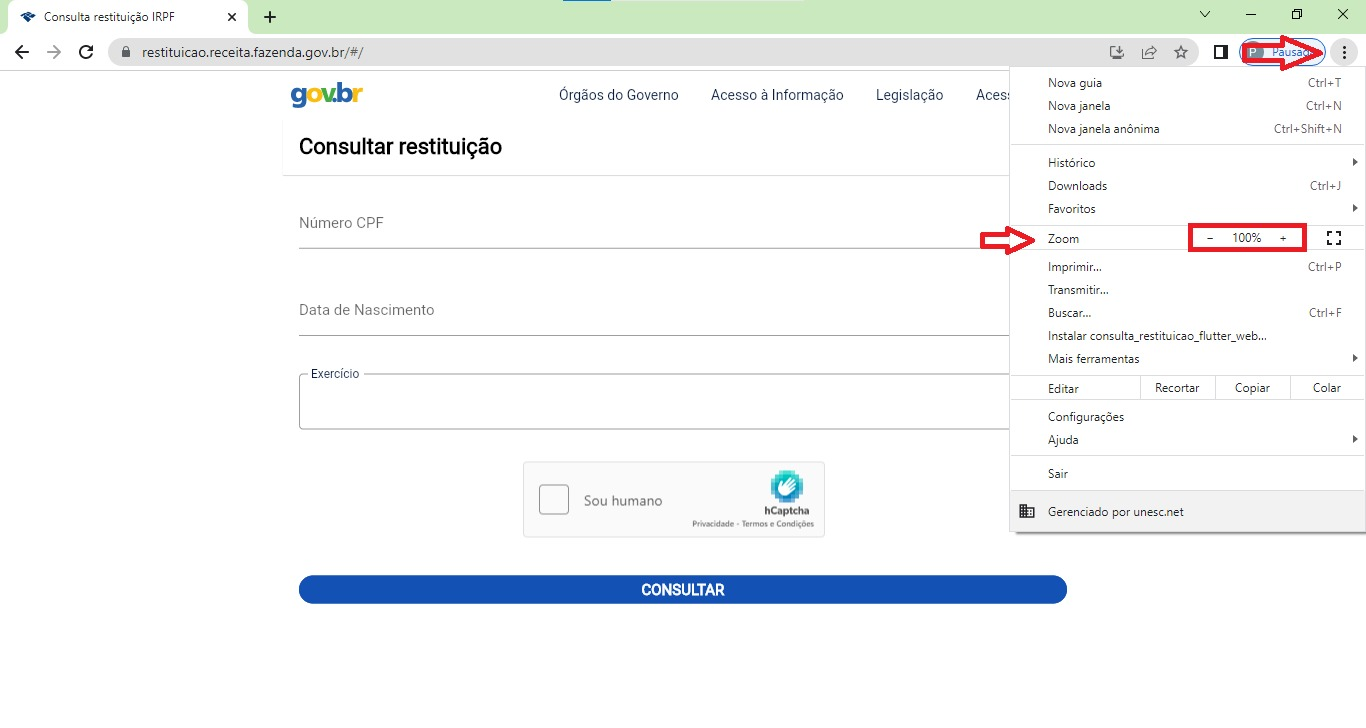 Consulta restituição IRPF
restituicao.receita.fazenda.gov.br/#/
P
gov.br
Órgãos do Governo Acesso à Informação Legislação
Consultar restituição
Número CPF
Data de Nascimento
Exercício
Sou humano
hCaptcha
Privacidade - Termos e Condições
CONSULTAR
Nova guia Ctrl+T
Nova janela Ctrl+N
Nova janela anônima Ctrl+Shift+N
Histórico
Downloads Ctrl+J
Favoritos
Zoom - 100% +
Imprimir... Ctrl+P
Transmitir...
Buscar... Ctrl+F
Instalar consulta_restituicao_flutter_web...
Mais ferramentas
Editar Recortar Copiar Colar
Configurações
Ajuda
Sair
Gerenciado por unesc.net